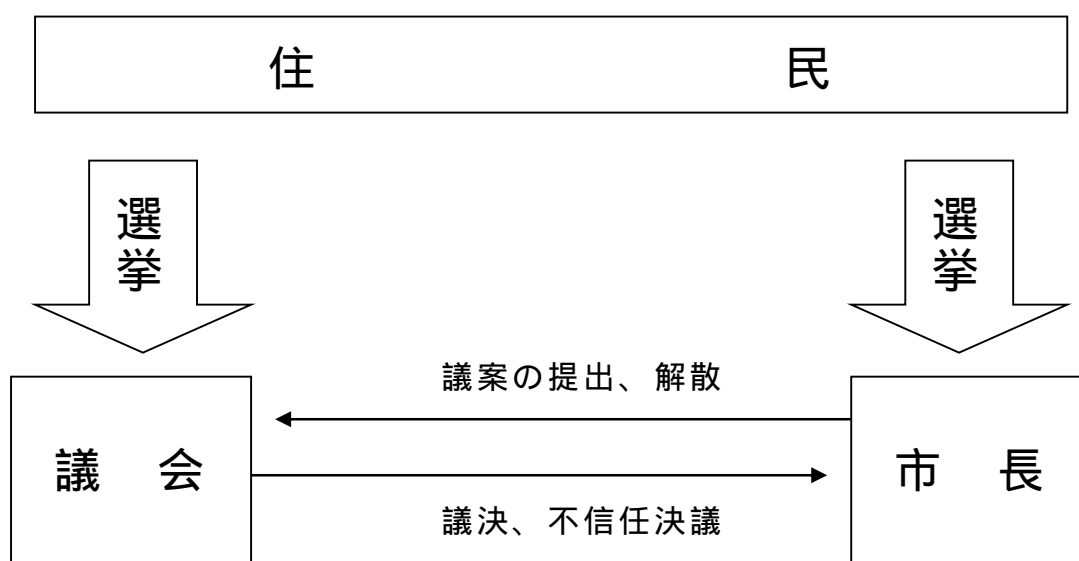 住 民
選挙
選挙
議案の提出、解散
議 会
市 長
議決、不信任決議